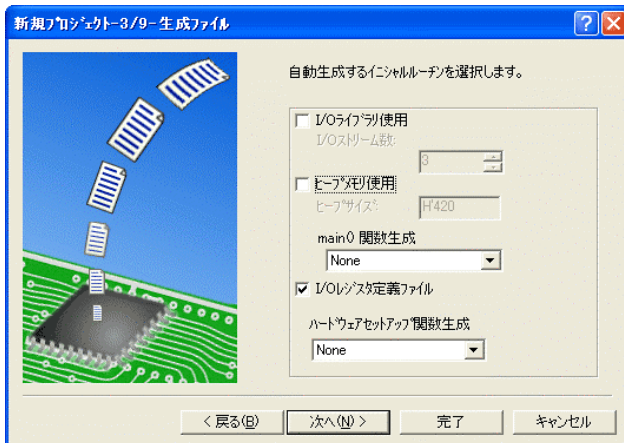 新規ﾌﾟﾛｼﾞｪｸﾄ-3/9-生成ﾌｧｲﾙ
自動生成するｲﾆｼｬﾙﾙｰﾁﾝを選択します。
I/Oﾗｲﾌﾞﾗﾘ使用
I/Oｽﾄﾘｰﾑ数:
3
ﾋｰﾌﾟﾒﾓﾘ使用
ﾋｰﾌﾟｻｲｽﾞ:
H'420
main() 関数生成
None
I/Oﾚｼﾞｽﾀ定義ﾌｧｲﾙ
ﾊｰﾄﾞｳｪｱｾｯﾄｱｯﾌﾟ関数生成
None
< 戻る(B)
次へ(N) >
完了
キャンセル